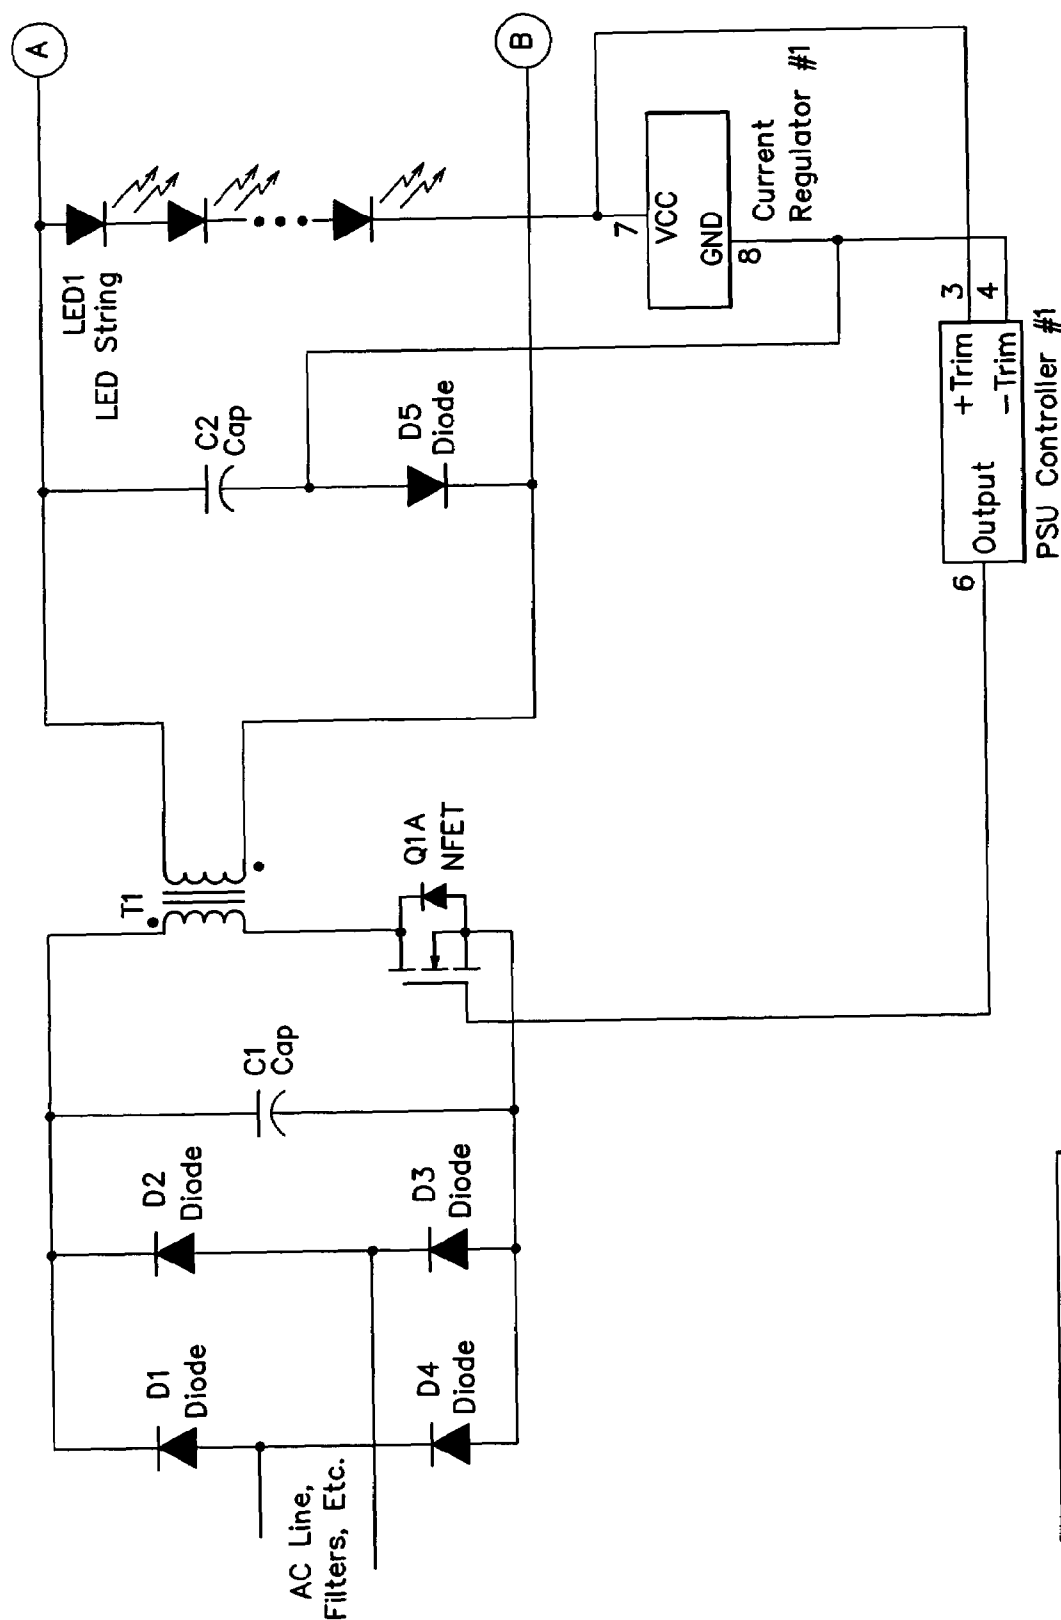 A
B
LED1
LED String
C2
Cap
D5
Diode
7
VCC
GND
8
Current
Regulator #1
3
4
+Trim
-Trim
Output
6
PSU Controller #1
T1
Q1A
NFET
C1
Cap
D2
Diode
D3
Diode
D1
Diode
D4
Diode
AC Line,
Filters, Etc.